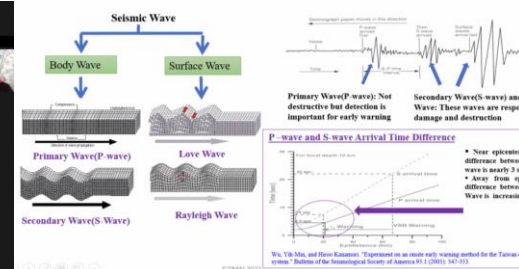 Seismic Wave
Body Wave
Surface Wave
Primary Wave(P-wave)
Love Wave
Secondary Wave(S-Wave)
Rayleigh Wave
Primary Wave(P-wave): Not
destructive but detection is
important for early warning
Secondary Wave(S-wave) and
Wave: These waves are respo
damage and destruction
P –wave and S-wave Arrival Time Difference
S arrival time
P arrival time
Warning
Near epicente
difference betwe
wave is nearly 3 s
Away from ep
difference betwe
Wave is increasin
Wu, Yih-Min, and Hiroo Kanamori. "Experiment on an onsite early warning method for the Taiwan
system." Bulletin of the Seismological Society of America 95.1 (2005): 347-353.